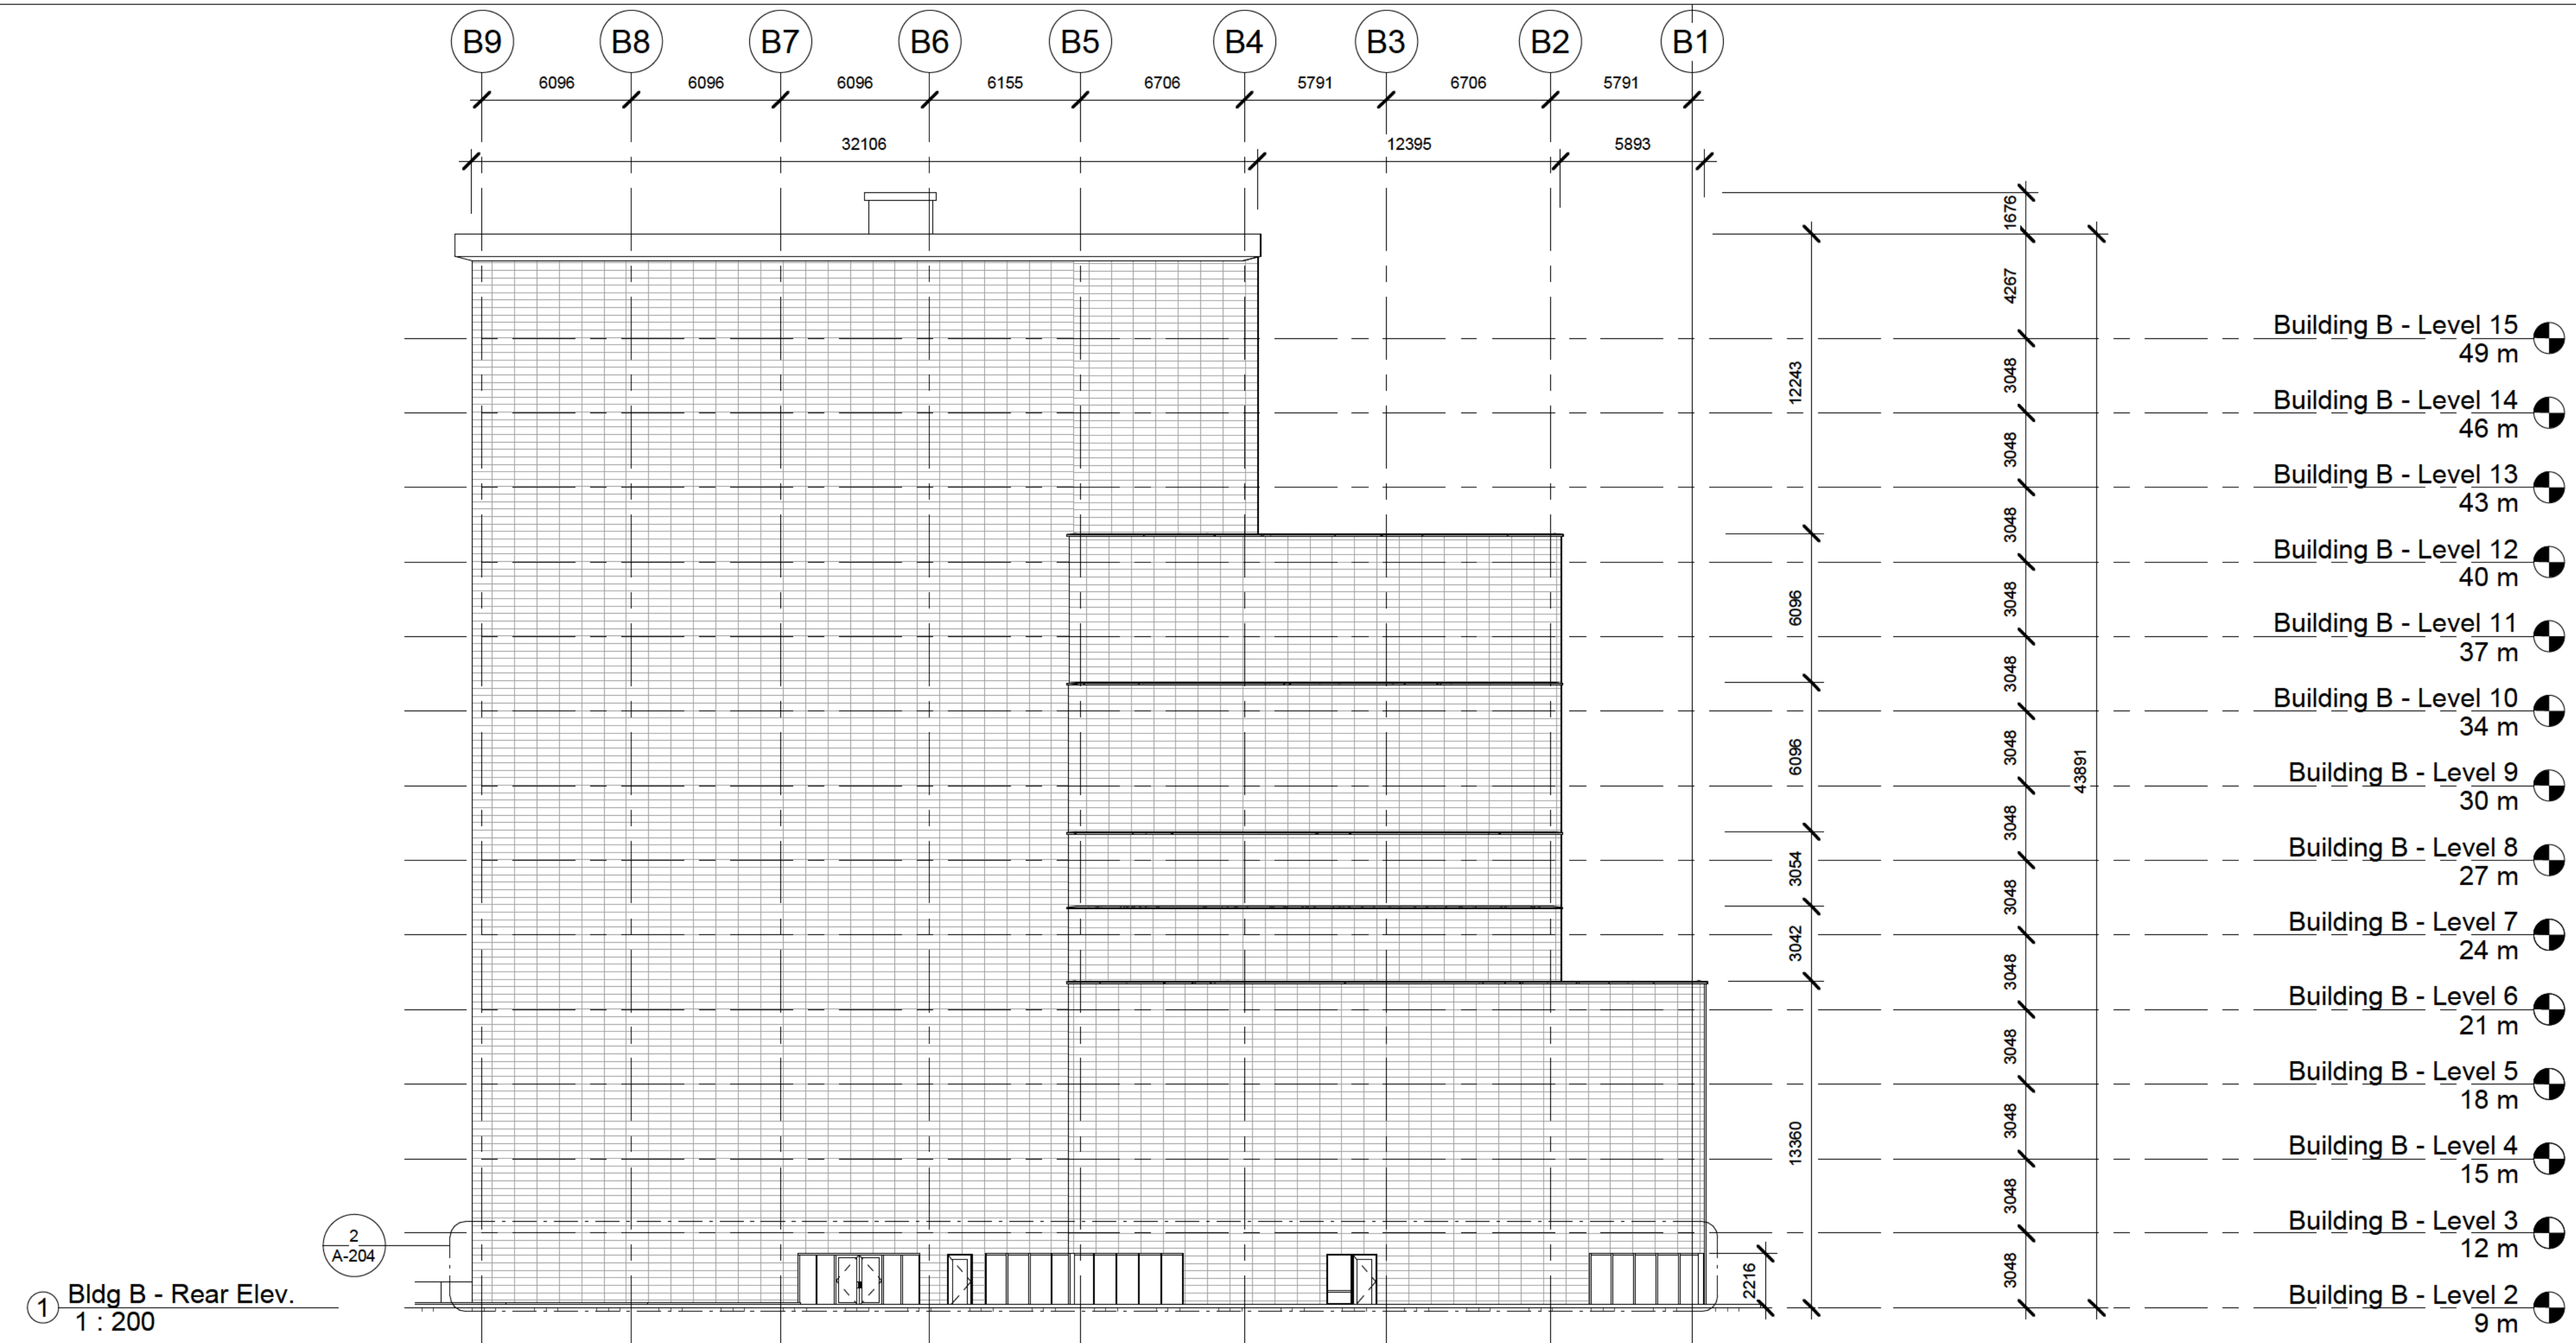 B9 B8 B7 B6 B5 B4 B3 B2 B1
6096 6096 6096 6155 6706 5791 6706 5791
32106 12395 5893
1676
4267
Building B - Level 15
49 m
12243
3048
Building B - Level 14
46 m
3048
Building B - Level 13
43 m
3048
Building B - Level 12
40 m
6096
3048
Building B - Level 11
37 m
3048
Building B - Level 10
34 m
6096
3048
43891
Building B - Level 9
30 m
3048
Building B - Level 8
27 m
3054
3048
Building B - Level 7
24 m
3042
3048
Building B - Level 6
21 m
3048
Building B - Level 5
18 m
13360
3048
Building B - Level 4
15 m
3048
Building B - Level 3
12 m
2216
3048
Building B - Level 2
9 m
2
A-204
1 Bldg B - Rear Elev.
1 : 200